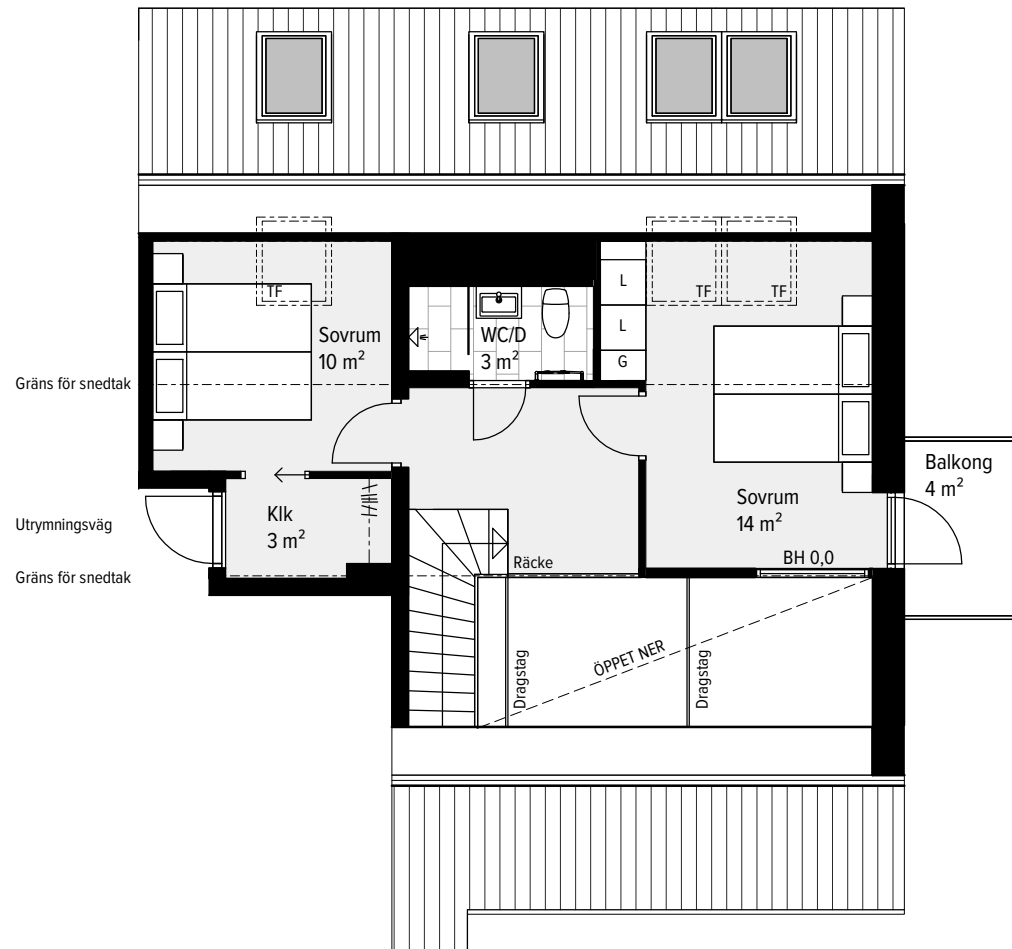 TF
TF
TF
L
Sovrum
10 m²
WC/D
3 m²
L
G
Gräns för snedtak
Balkong
4 m²
Sovrum
14 m²
Klk
3 m²
Utrymningsväg
BH 0,0
Räcke
Gräns för snedtak
ÖPPET NER
Dragstag
Dragstag